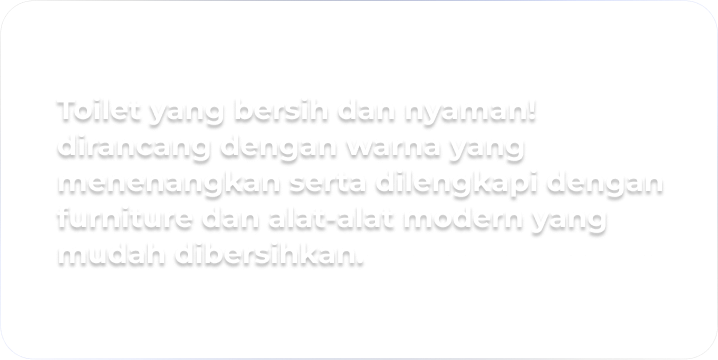 Toilet yang bersih dan nyaman!
dirancang dengan warna yang
menenangkan serta dilengkapi dengan
furniture dan alat-alat modern yang
mudah dibersihkan.